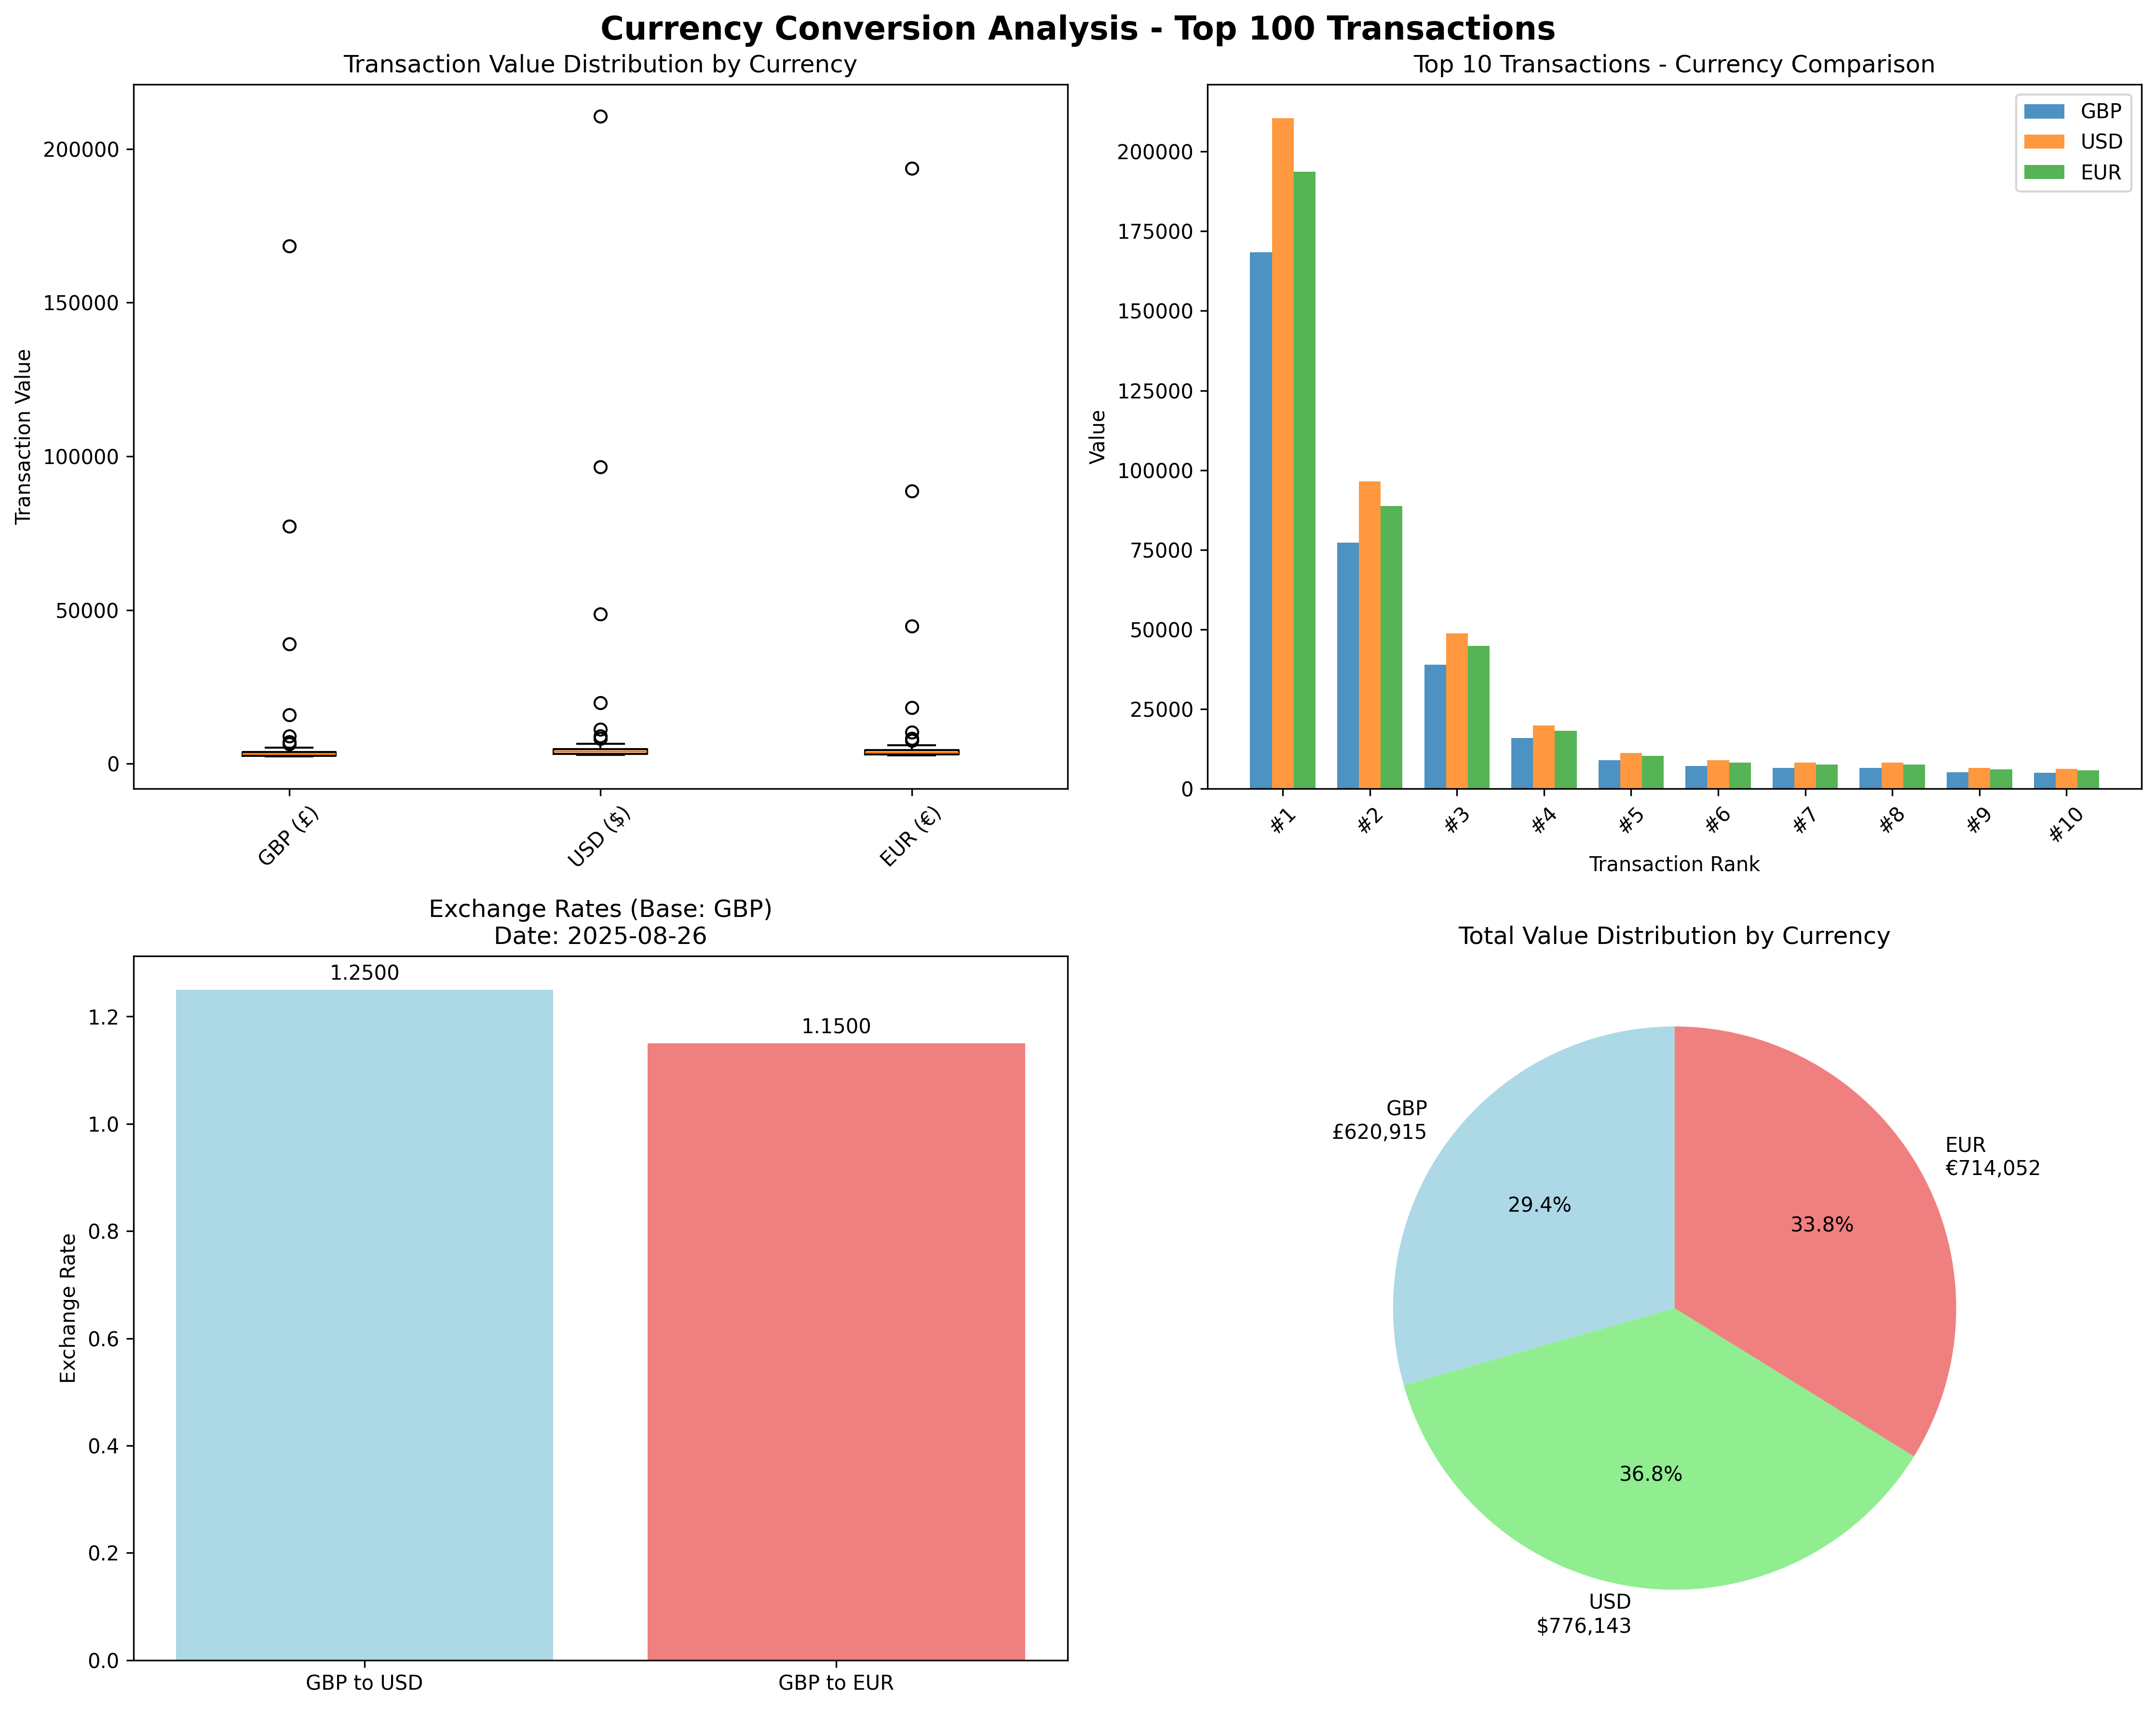 Currency Conversion Analysis - Top 100 Transactions
Transaction Value Distribution by Currency
Transaction Value
200000
150000
100000
50000
0
GBP (£)
USD ($)
EUR (€)
Top 10 Transactions - Currency Comparison
GBP
USD
EUR
Value
200000
175000
150000
125000
100000
75000
50000
25000
0
#1
#2
#3
#4
#5
#6
#7
#8
#9
#10
Transaction Rank
Exchange Rates (Base: GBP)
Date: 2025-08-26
Exchange Rate
1.2
1.0
0.8
0.6
0.4
0.2
0.0
1.2500
1.1500
GBP to USD
GBP to EUR
Total Value Distribution by Currency
GBP
£620,915
29.4%
EUR
€714,052
33.8%
36.8%
USD
$776,143